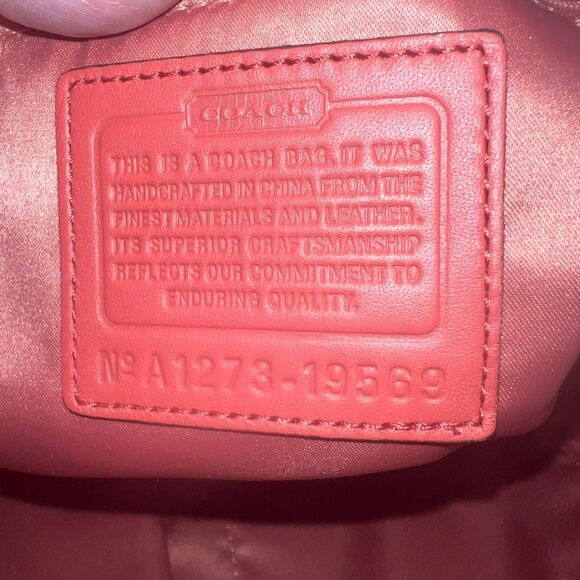 COACH
THIS IS A COACH BAG. IT WAS
HANDCRAFTED IN CHINA FROM THE
FINEST MATERIALS AND LEATHER.
ITS SUPERIOR CRAFTSMANSHIP
REFLECTS OUR COMMITMENT TO
ENDURING QUALITY.
Nº A1273-19569